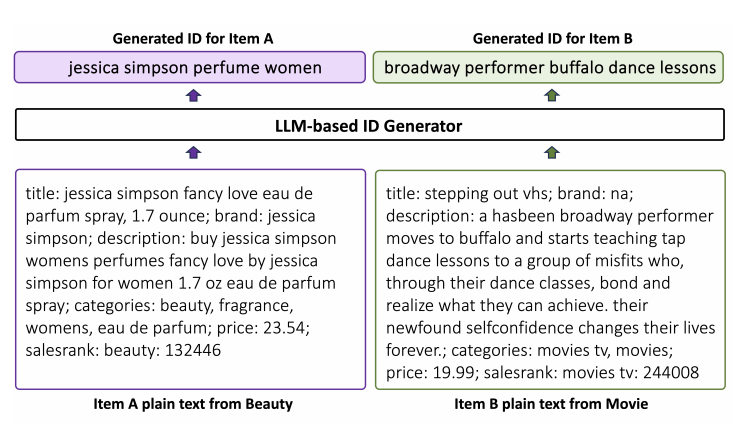 Generated ID for Item A
jessica simpson perfume women
Generated ID for Item B
broadway performer buffalo dance lessons
LLM-based ID Generator
title: jessica simpson fancy love eau de
parfum spray, 1.7 ounce; brand: jessica
simpson; description: buy jessica simpson
womens perfumes fancy love by jessica
simpson for women 1.7 oz eau de parfum
spray; categories: beauty, fragrance,
womens, eau de parfum; price: 23.54;
salesrank: beauty: 132446
Item A plain text from Beauty
title: stepping out vhs; brand: na;
description: a hasbeen broadway performer
moves to buffalo and starts teaching tap
dance lessons to a group of misfits who,
through their dance classes, bond and
realize what they can achieve. their
newfound selfconfidence changes their lives
forever.; categories: movies tv, movies;
price: 19.99; salesrank: movies tv: 244008
Item B plain text from Movie